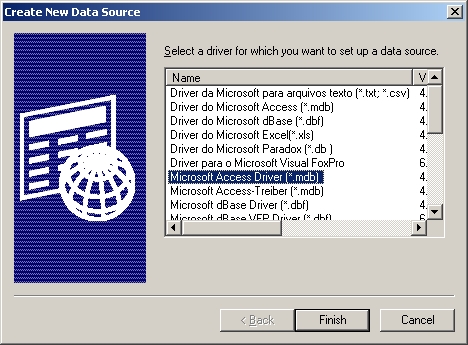 Create New Data Source
Select a driver for which you want to set up a data source.
Name V
Driver da Microsoft para arquivos texto (*.txt; *.csv) 4.
Driver do Microsoft Access (*.mdb) 4.
Driver do Microsoft dBase (*.dbf) 4.
Driver do Microsoft Excel(*.xls) 4.
Driver do Microsoft Paradox (*.db ) 4.
Driver para o Microsoft Visual FoxPro 6.
Microsoft Access Driver (*.mdb) 4.
Microsoft Access-Treiber (*.mdb) 4.
Microsoft dBase Driver (*.dbf) 4.
Microsoft dBase VFP Driver (*.dbf) 6
< Back
Finish
Cancel